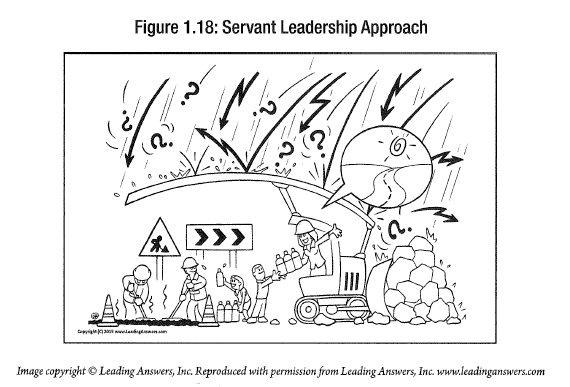 Figure 1.18: Servant Leadership Approach
Copyright (C) 2019 www.LeadingAnswers.com
Image copyright © Leading Answers, Inc. Reproduced with permission from Leading Answers, Inc. www.leadinganswers.com